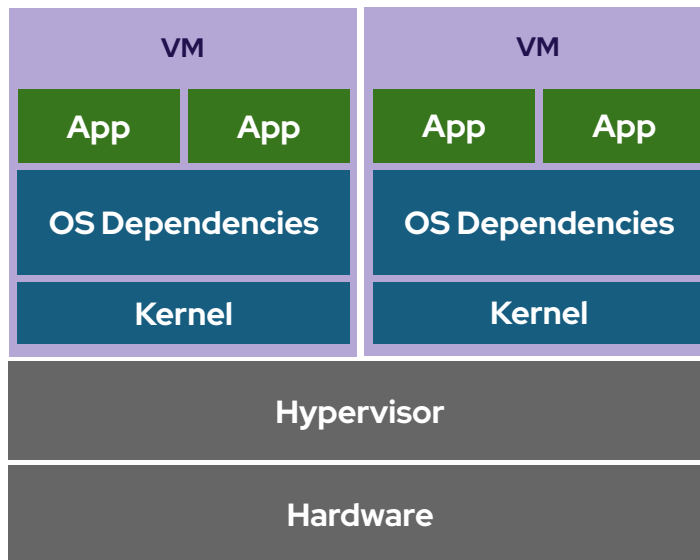 VM
VM
App
App
App
App
OS Dependencies
OS Dependencies
Kernel
Kernel
Hypervisor
Hardware